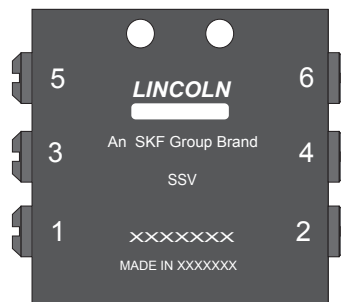 5 6
LINCOLN
3 An SKF Group Brand 4
SSV
1 XXXXXXX 2
MADE IN XXXXXXX